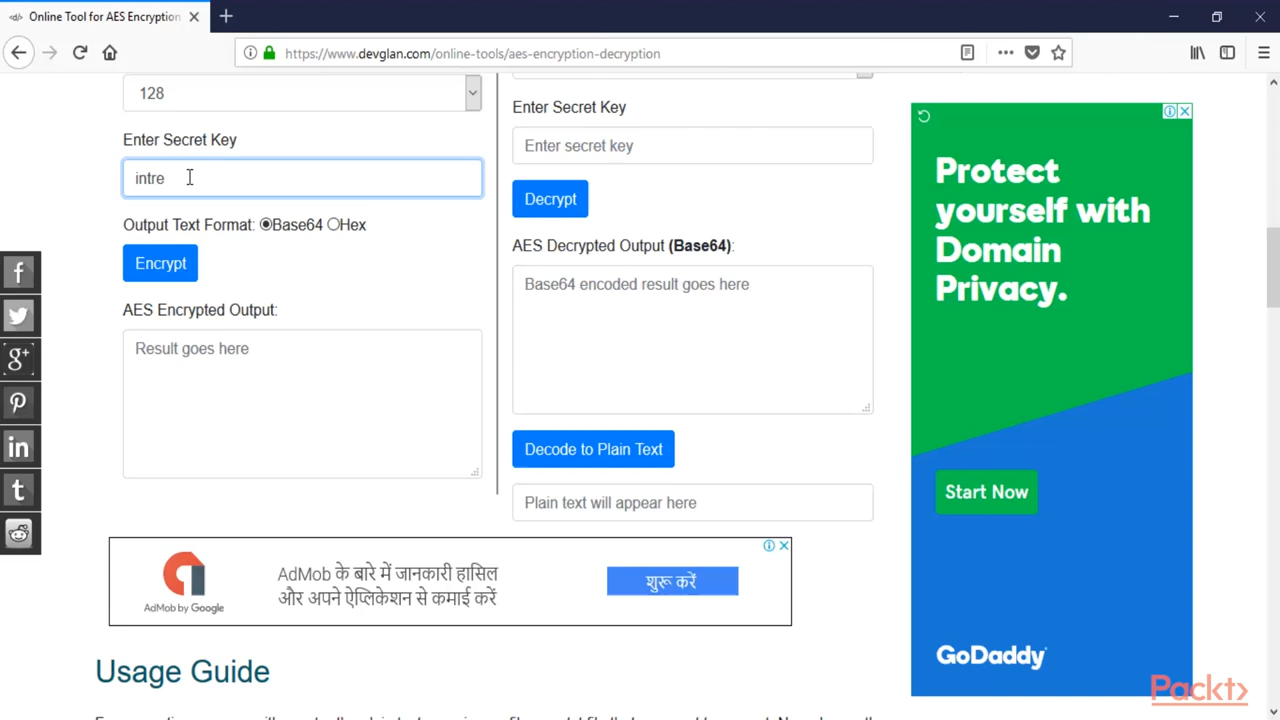 Online Tool for AES Encryption
https://www.devglan.com/online-tools/aes-encryption-decryption
128
Enter Secret Key
intre
Output Text Format: Base64 Hex
Encrypt
AES Encrypted Output:
Result goes here
Enter Secret Key
Enter secret key
Decrypt
AES Decrypted Output (Base64):
Base64 encoded result goes here
Decode to Plain Text
Plain text will appear here
Protect
yourself with
Domain
Privacy.
Start Now
GoDaddy
AdMob by Google
AdMob के बारे में जानकारी हासिल
और अपने ऐप्लिकेशन से कमाई करें
शुरू करें
Usage Guide
Packt